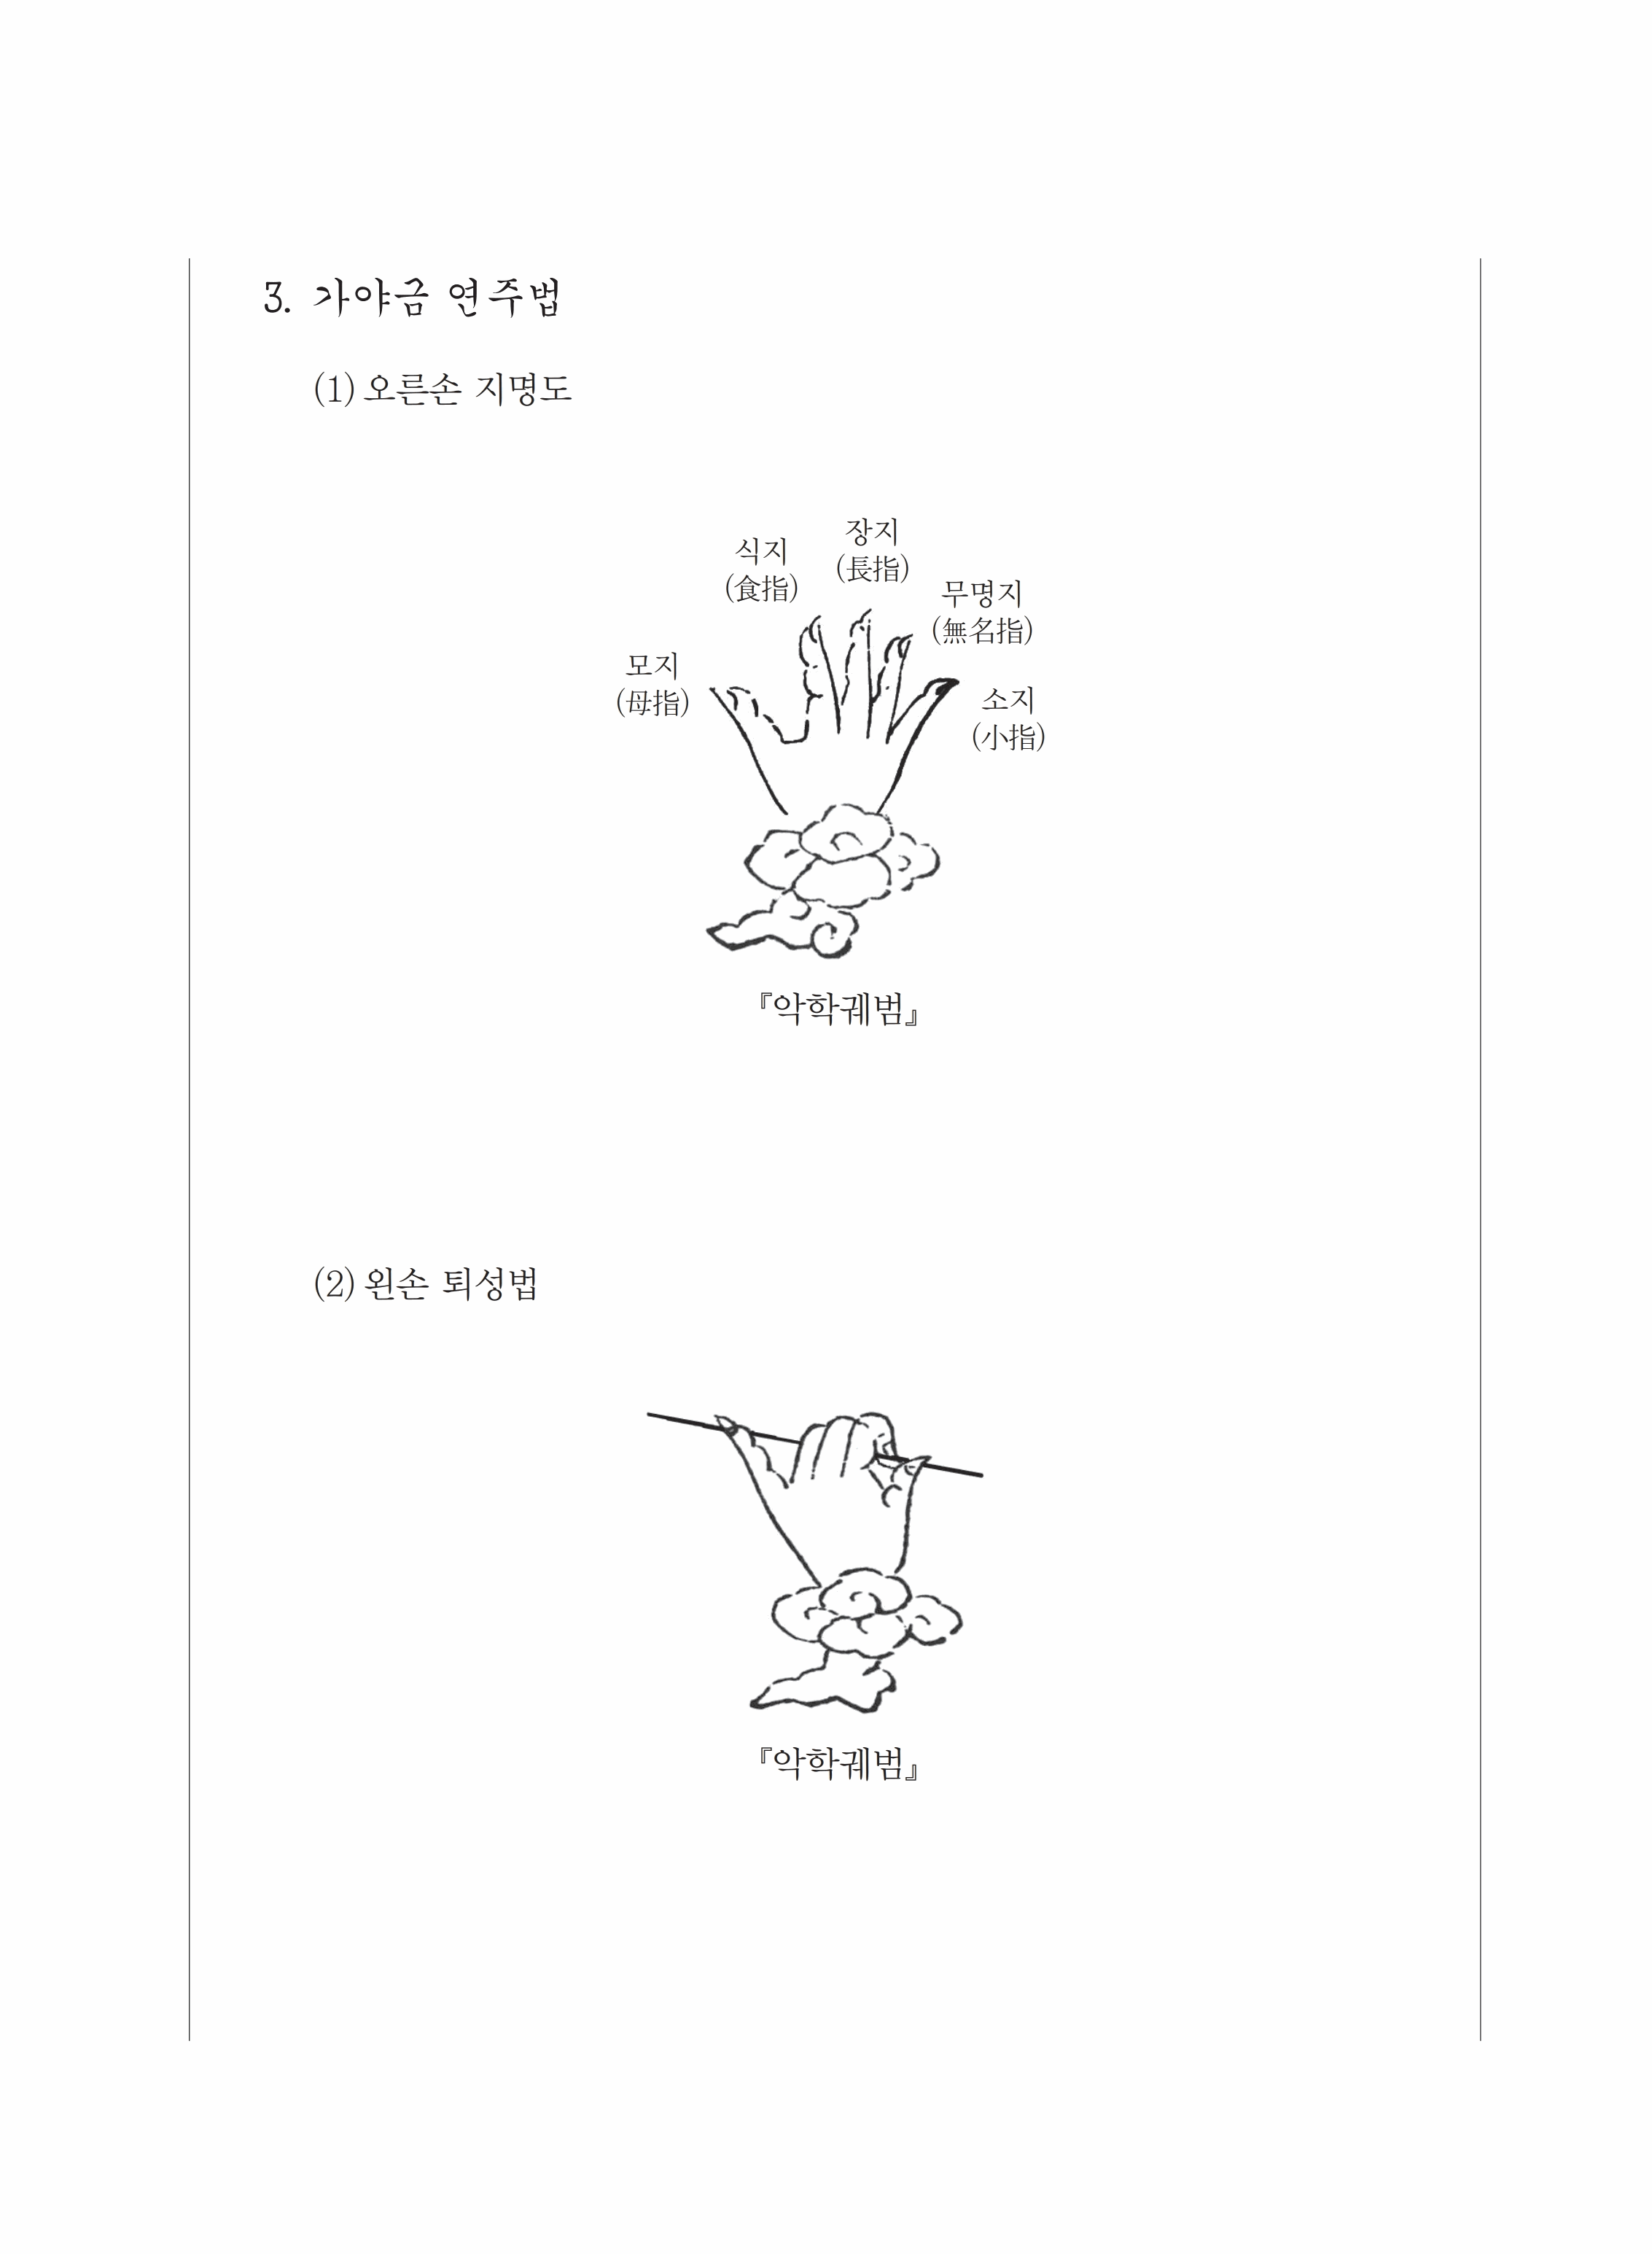 3. 가야금 연주법
(1) 오른손 지명도
장지
(長指)
식지
(食指)
무명지
(無名指)
모지
(母指)
소지
(小指)
『악학궤범』
(2) 왼손 퇴성법
『악학궤범』